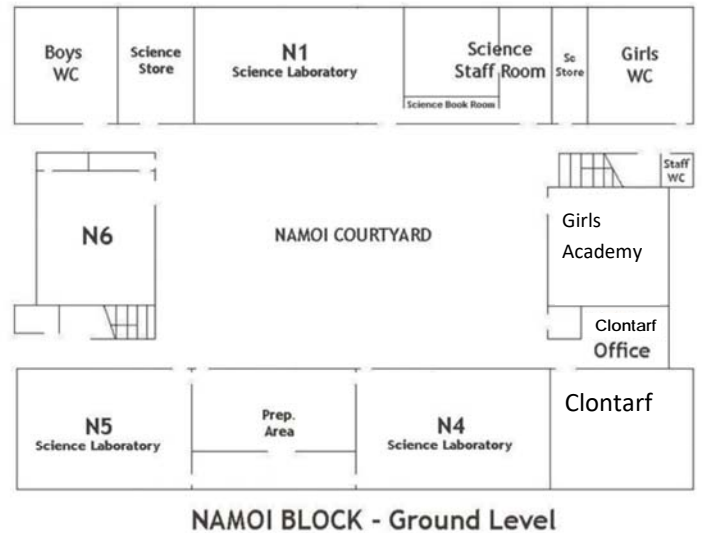 Boys
WC
Science
Store
N1
Science Laboratory
Science
Staff Room
Science Book Room
Sc
Store
Girls
WC
Staff
WC
N6
NAMOI COURTYARD
Girls
Academy
Clontarf
Office
N5
Science Laboratory
Prep.
Area
N4
Science Laboratory
Clontarf
NAMOI BLOCK - Ground Level